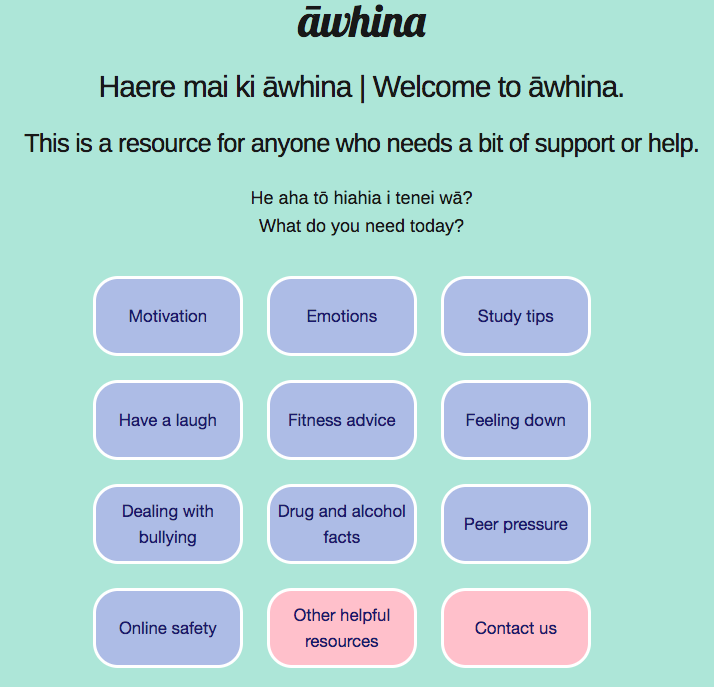 āwhina
Haere mai ki āwhina | Welcome to āwhina.
This is a resource for anyone who needs a bit of support or help.
He aha tō hiahia i tenei wā?
What do you need today?
Motivation
Emotions
Study tips
Have a laugh
Fitness advice
Feeling down
Dealing with
bullying
Drug and alcohol
facts
Peer pressure
Online safety
Other helpful
resources
Contact us